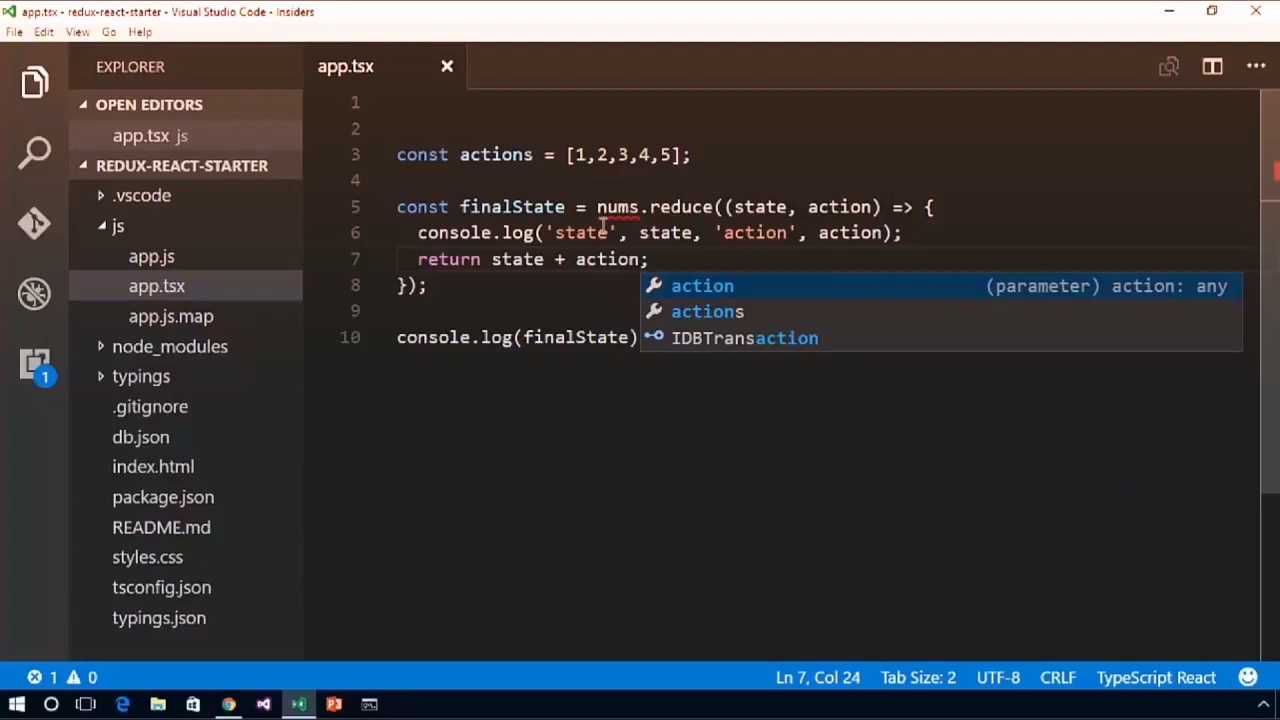 app.tsx - redux-react-starter - Visual Studio Code - Insiders
File Edit View Go Help
EXPLORER
OPEN EDITORS
app.tsx js
REDUX-REACT-STARTER
.vscode
js
app.js
app.tsx
app.js.map
node_modules
typings
.gitignore
db.json
index.html
package.json
README.md
styles.css
tsconfig.json
typings.json
1
app.tsx
1
2
3 const actions = [1,2,3,4,5];
4
5 const finalState = nums.reduce((state, action) => {
6 console.log('state', state, 'action', action);
7 return state + action;
8 });
9
10 console.log(finalState)
action (parameter) action: any
actions
IDBTransaction
1 0 Ln 7, Col 24 Tab Size: 2 UTF-8 CRLF TypeScript React